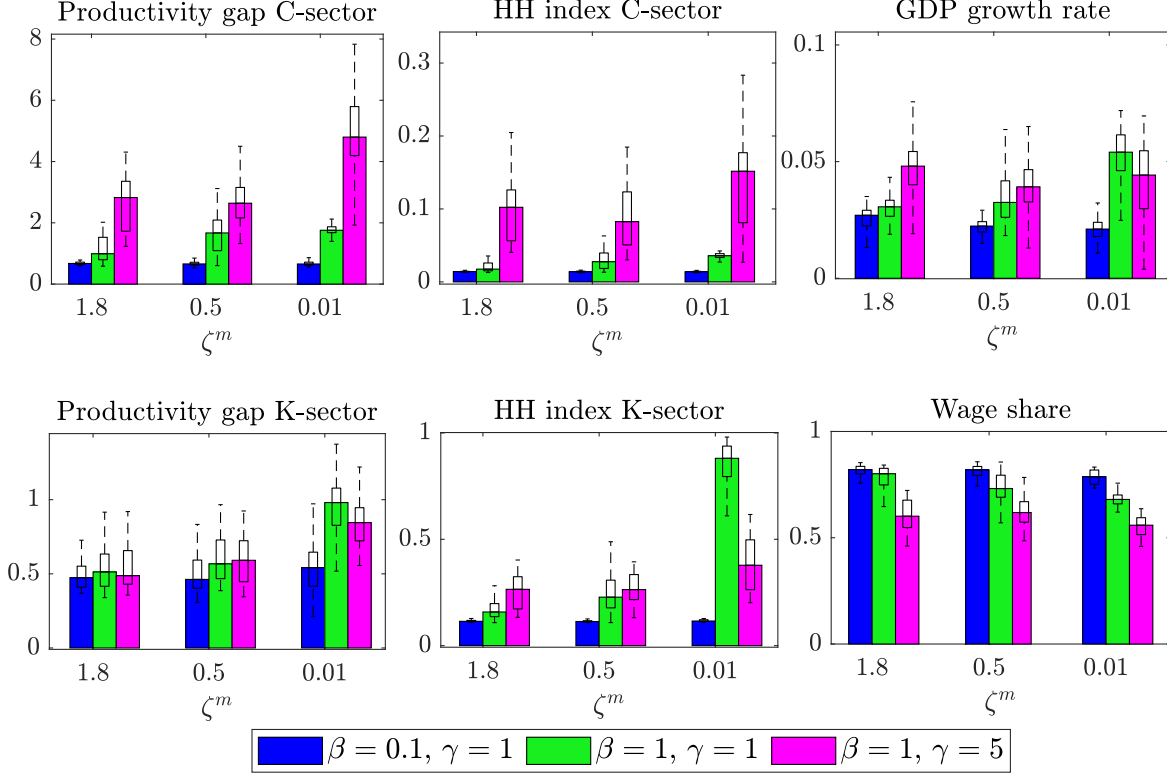 Productivity gap C-sector
8
6
4
2
0
1.8 0.5 0.01
ζ^m
HH index C-sector
0.3
0.2
0.1
0
1.8 0.5 0.01
ζ^m
GDP growth rate
0.1
0.05
0
1.8 0.5 0.01
ζ^m
Productivity gap K-sector
1
0.5
0
1.8 0.5 0.01
ζ^m
HH index K-sector
1
0.5
0
1.8 0.5 0.01
ζ^m
Wage share
1
0.5
0
1.8 0.5 0.01
ζ^m
β = 0.1, γ = 1 β = 1, γ = 1 β = 1, γ = 5